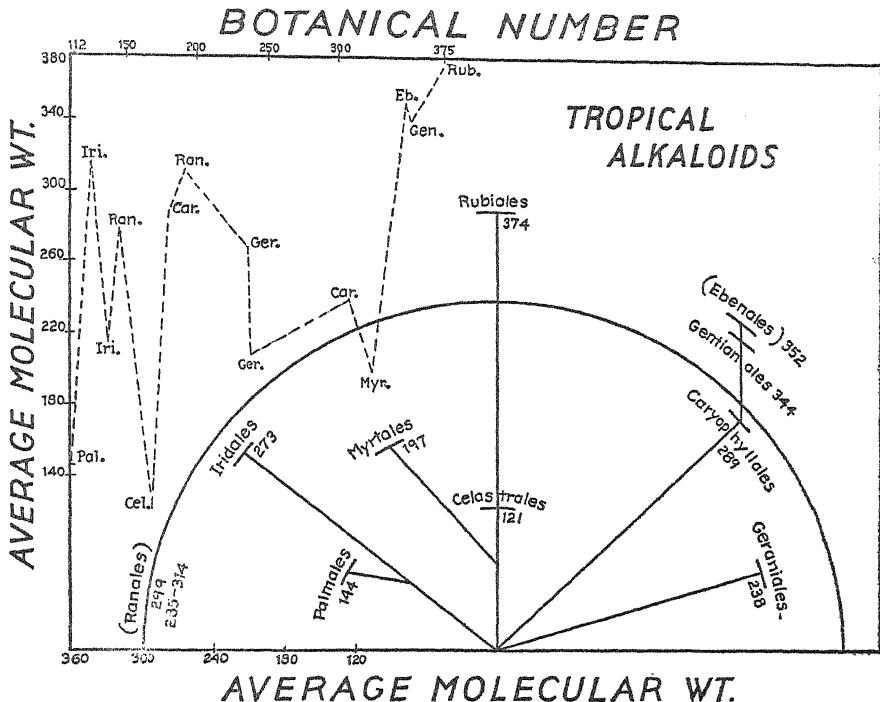 BOTANICAL NUMBER
112 150 200 250 310 375
AVERAGE MOLECULAR WT.
380
340
300
260
220
180
140
TROPICAL
ALKALOIDS
Rub.
Eb.
Gen.
Iri.
Ran.
Ran.
Car.
Ger.
Car.
Iri.
Ger.
Myr.
Pal.
Cel.
Rubiales
374
(Ebenales) 352
Gentianales 344
Caryophyllales
289
Iridales
273
Myrtales
197
Celastrales
121
Geraniales-
238
Palmales
144
(Ranales)
299
235-314
360 300 240 180 120
AVERAGE MOLECULAR WT.